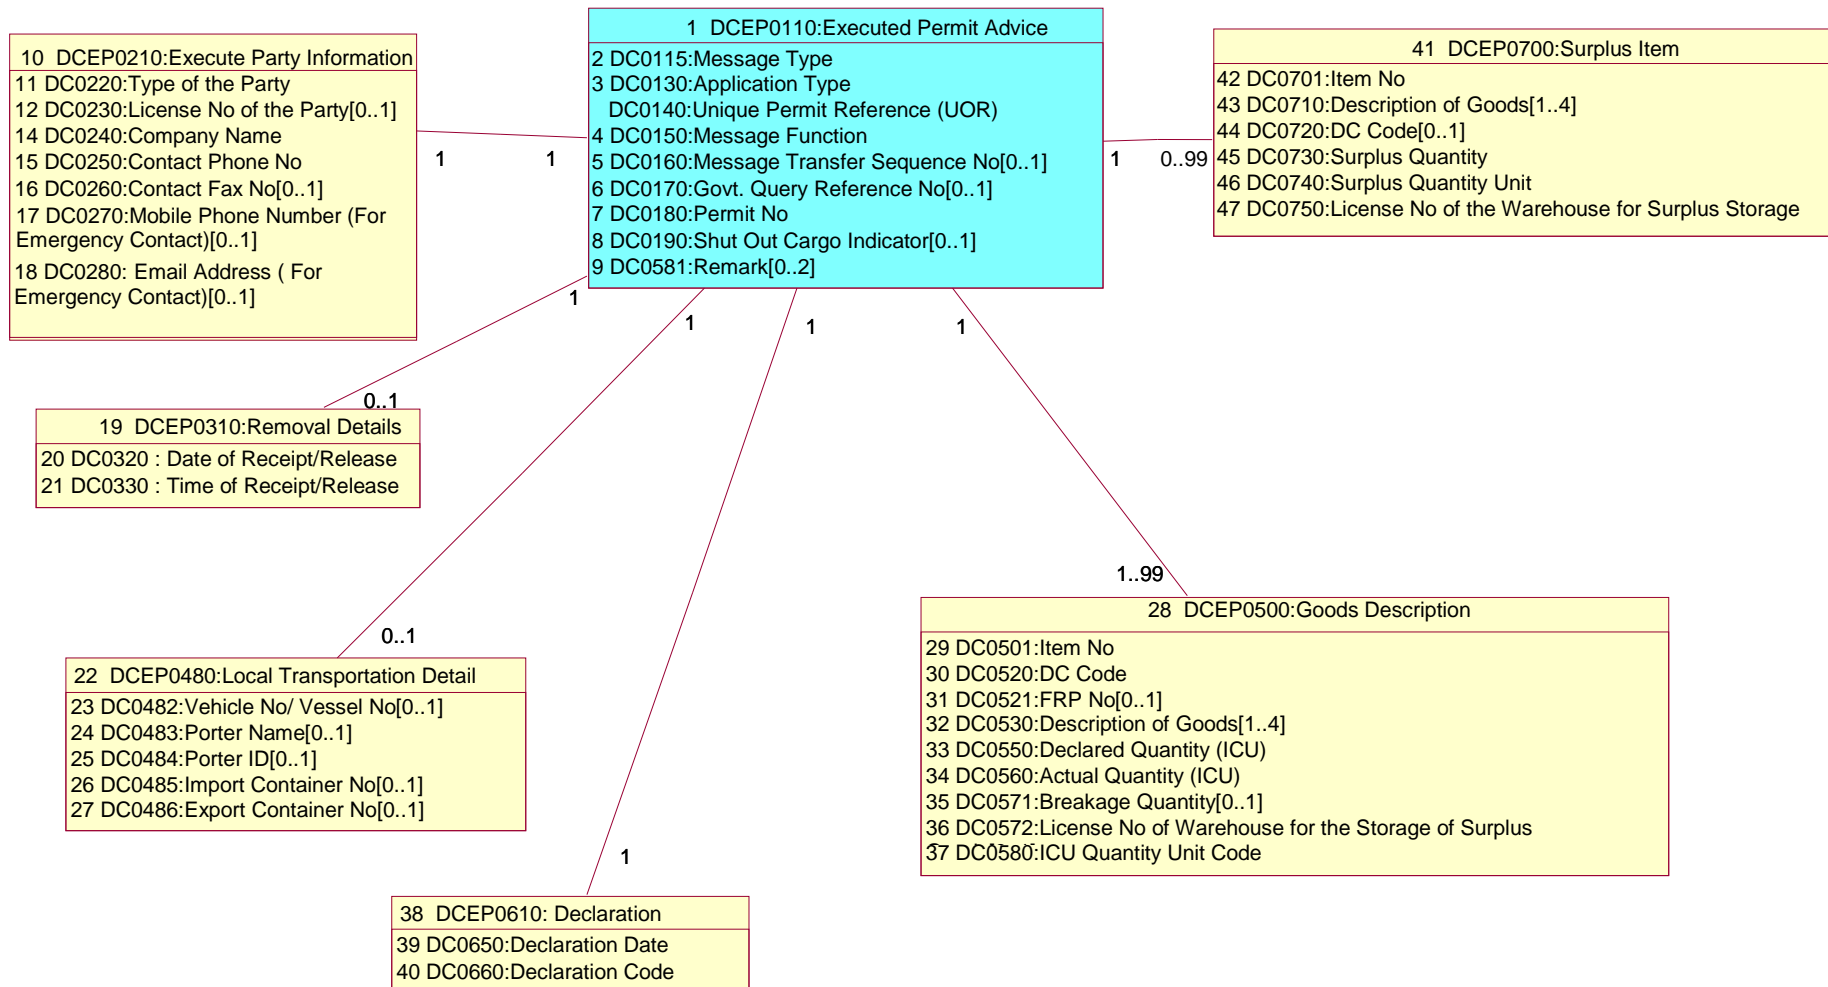 1 DCEP0110:Executed Permit Advice
2 DC0115:Message Type
3 DC0130:Application Type
DC0140:Unique Permit Reference (UOR)
4 DC0150:Message Function
5 DC0160:Message Transfer Sequence No[0..1]
6 DC0170:Govt. Query Reference No[0..1]
7 DC0180:Permit No
8 DC0190:Shut Out Cargo Indicator[0..1]
9 DC0581:Remark[0..2]
10 DCEP0210:Execute Party Information
11 DC0220:Type of the Party
12 DC0230:License No of the Party[0..1]
14 DC0240:Company Name
15 DC0250:Contact Phone No
16 DC0260:Contact Fax No[0..1]
17 DC0270:Mobile Phone Number (For
Emergency Contact)[0..1]
18 DC0280: Email Address ( For
Emergency Contact)[0..1]
1
1
41 DCEP0700:Surplus Item
42 DC0701:Item No
43 DC0710:Description of Goods[1..4]
44 DC0720:DC Code[0..1]
45 DC0730:Surplus Quantity
46 DC0740:Surplus Quantity Unit
47 DC0750:License No of the Warehouse for Surplus Storage
1
0..99
1
1
1
1
0..1
19 DCEP0310:Removal Details
20 DC0320 : Date of Receipt/Release
21 DC0330 : Time of Receipt/Release
0..1
22 DCEP0480:Local Transportation Detail
23 DC0482:Vehicle No/ Vessel No[0..1]
24 DC0483:Porter Name[0..1]
25 DC0484:Porter ID[0..1]
26 DC0485:Import Container No[0..1]
27 DC0486:Export Container No[0..1]
1..99
28 DCEP0500:Goods Description
29 DC0501:Item No
30 DC0520:DC Code
31 DC0521:FRP No[0..1]
32 DC0530:Description of Goods[1..4]
33 DC0550:Declared Quantity (ICU)
34 DC0560:Actual Quantity (ICU)
35 DC0571:Breakage Quantity[0..1]
36 DC0572:License No of Warehouse for the Storage of Surplus
37 DC0580:ICU Quantity Unit Code
1
38 DCEP0610: Declaration
39 DC0650:Declaration Date
40 DC0660:Declaration Code